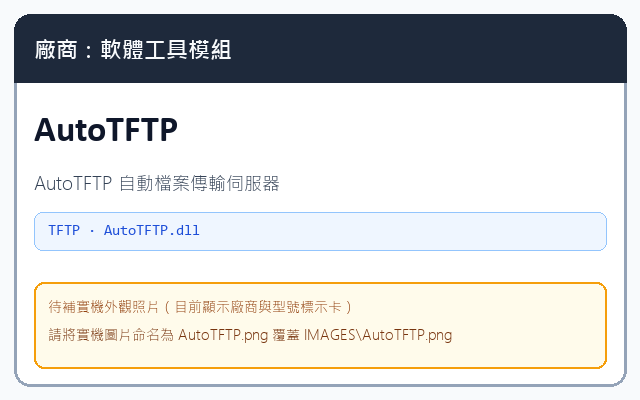 廠商：軟體工具模組
AutoTFTP
AutoTFTP 自動檔案傳輸伺服器
TFTP · AutoTFTP.dll
待補實機外觀照片（目前顯示廠商與型號標示卡）
請將實機圖片命名為 AutoTFTP.png 覆蓋 IMAGES\AutoTFTP.png